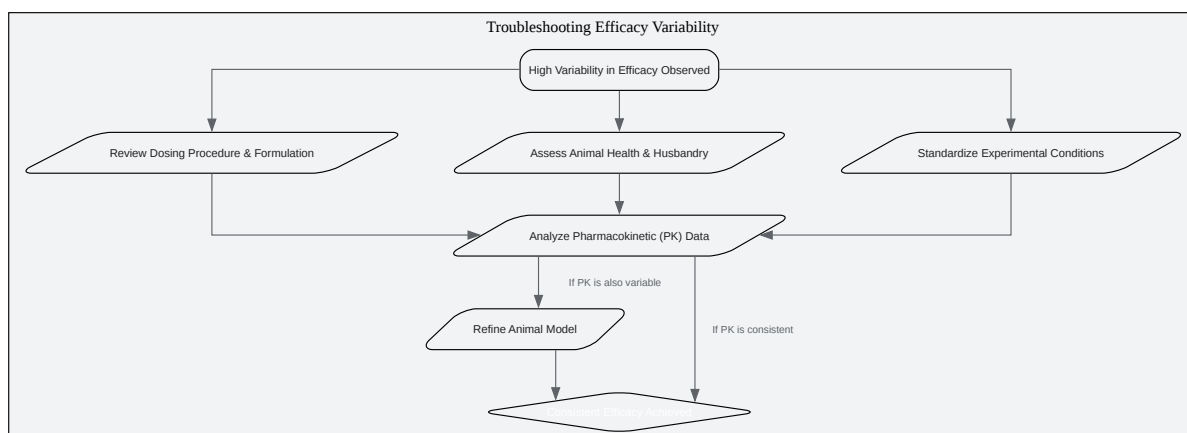 Troubleshooting Efficacy Variability
High Variability in Efficacy Observed
Review Dosing Procedure & Formulation
Assess Animal Health & Husbandry
Standardize Experimental Conditions
Analyze Pharmacokinetic (PK) Data
If PK is also variable
Refine Animal Model
If PK is consistent
Consistent Efficacy Achieved